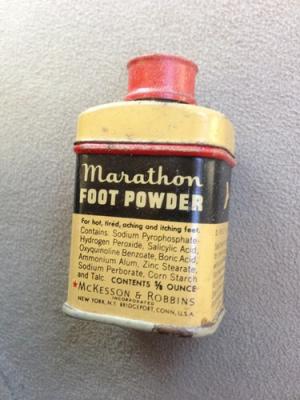 Marathon
FOOT POWDER
For hot, tired, aching and itching feet.
Contains: Sodium Pyrophosphate-
Hydrogen Peroxide, Salicylic Acid,
Oxyquinoline Benzoate, Boric Acid,
Ammonium Alum, Zinc Stearate,
Sodium Perborate, Corn Starch
and Talc. CONTENTS ⅝ OUNCE
McKESSON & ROBBINS
INCORPORATED
NEW YORK, N.Y. BRIDGEPORT, CONN., U.S.A.